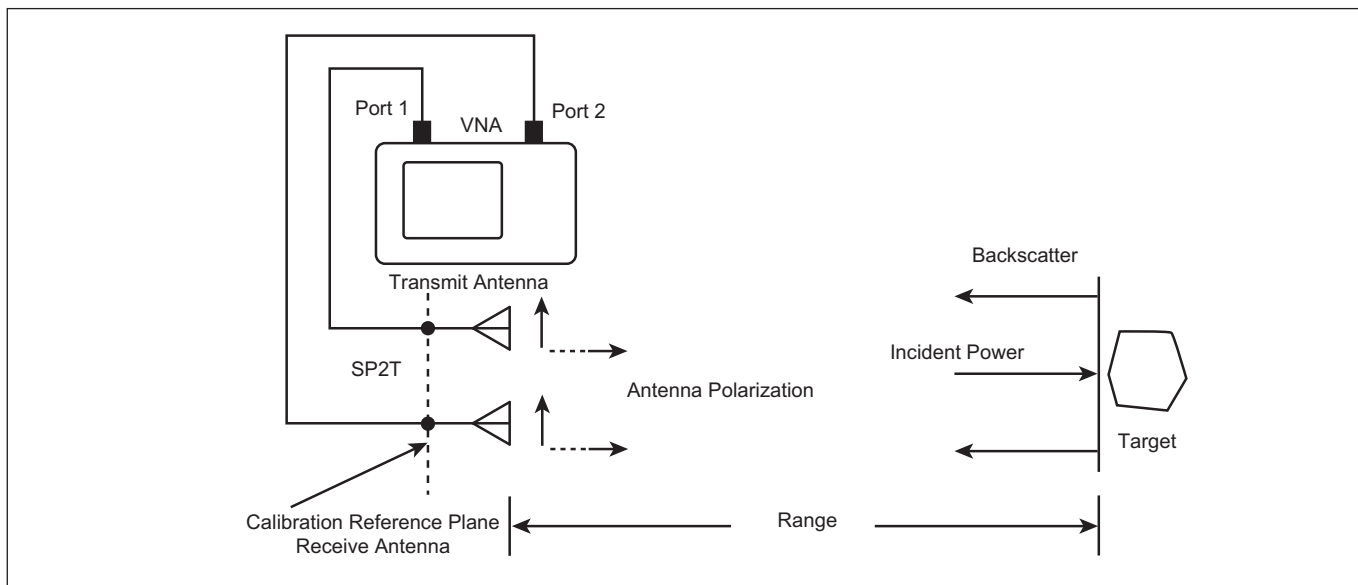 Port 1
VNA
Port 2
Transmit Antenna
Backscatter
SP2T
Incident Power
Antenna Polarization
Target
Calibration Reference Plane
Receive Antenna
Range